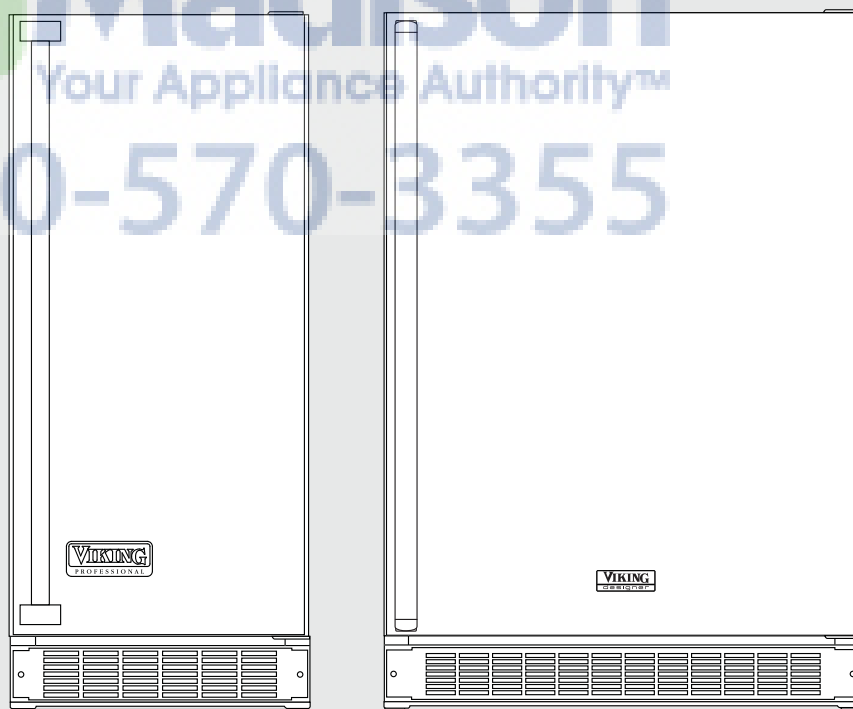 Madison
Your Appliance Authority™
0-570-3355
VIKING
PROFESSIONAL
VIKING
designer